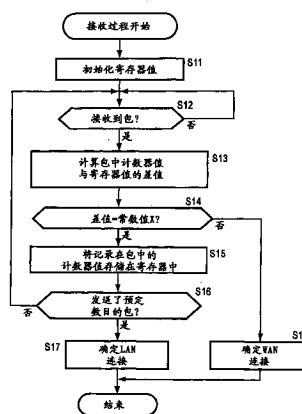 接收过程开始
初始化寄存器值
S11
接收到包?
S12
否
是
计算包中计数器值
与寄存器值的差值
S13
差值=常数值X?
S14
否
是
将记录在包中的
计数器值存储在寄存器中
S15
发送了预定
数目的包?
S16
否
是
确定LAN
连接
S17
确定WAN
连接
结束